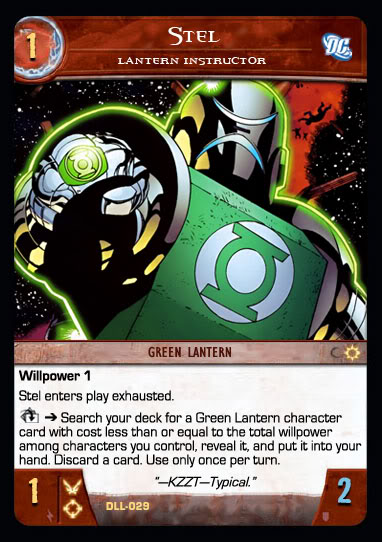 1
STEL
DC
LANTERN INSTRUCTOR
GREEN LANTERN
Willpower 1
Stel enters play exhausted.
➔ Search your deck for a Green Lantern character
card with cost less than or equal to the total willpower
among characters you control, reveal it, and put it into your
hand. Discard a card. Use only once per turn.
"—KZZT—Typical."
1
DLL-029
2